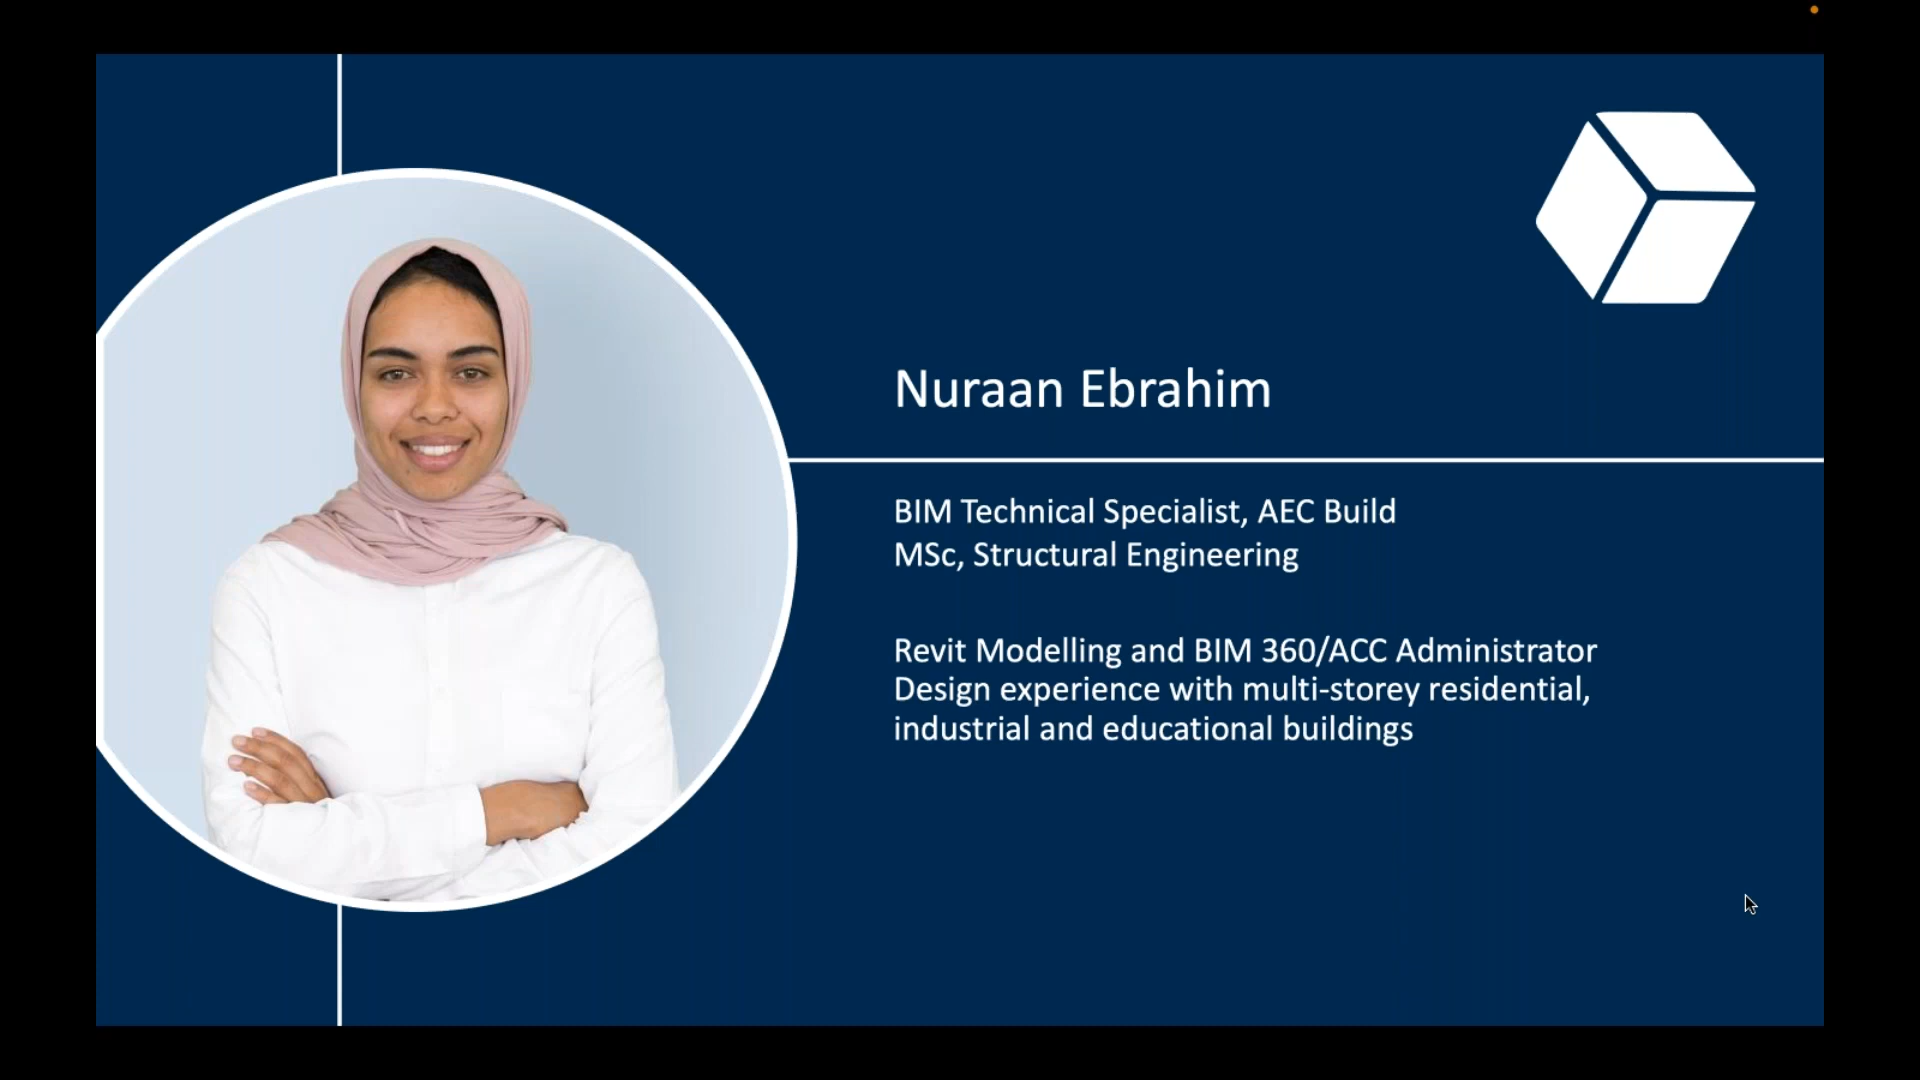 Nuraan Ebrahim
BIM Technical Specialist, AEC Build
MSc, Structural Engineering
Revit Modelling and BIM 360/ACC Administrator
Design experience with multi-storey residential,
industrial and educational buildings